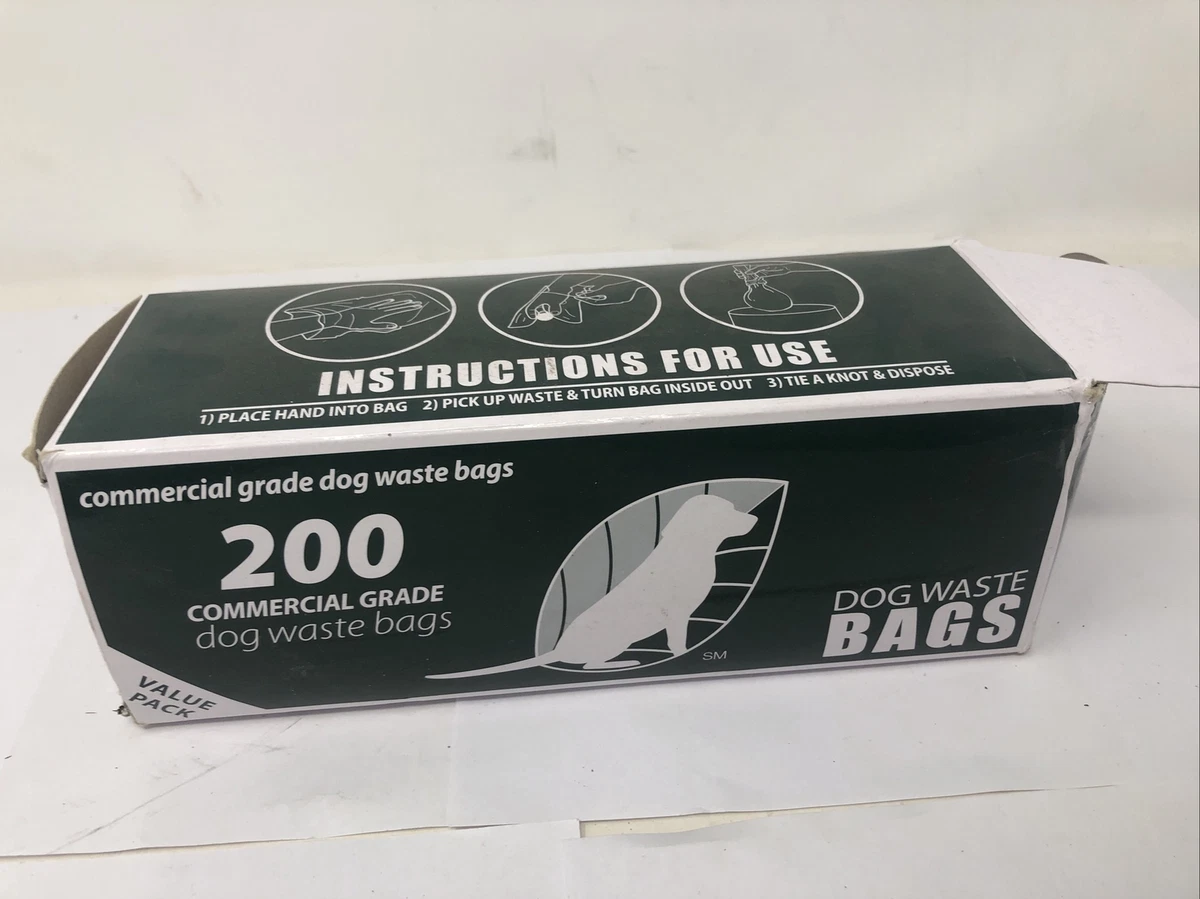 INSTRUCTIONS FOR USE
1) PLACE HAND INTO BAG 2) PICK UP WASTE & TURN BAG INSIDE OUT 3) TIE A KNOT & DISPOSE
commercial grade dog waste bags
200
COMMERCIAL GRADE
dog waste bags
VALUE
PACK
SM
DOG WASTE
BAGS